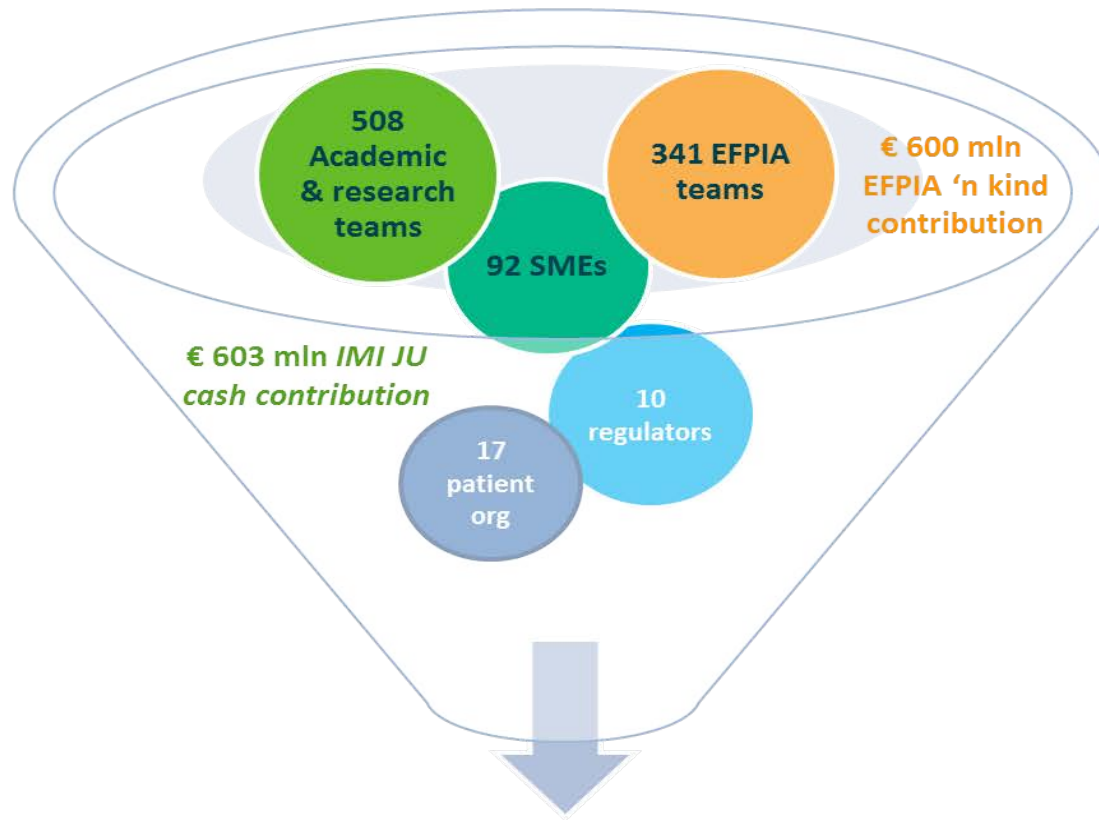 508
Academic
& research
teams
341 EFPIA
teams
€ 600 mln
EFPIA ‘n kind
contribution
92 SMEs
€ 603 mln IMI JU
cash contribution
10
regulators
17
patient
org